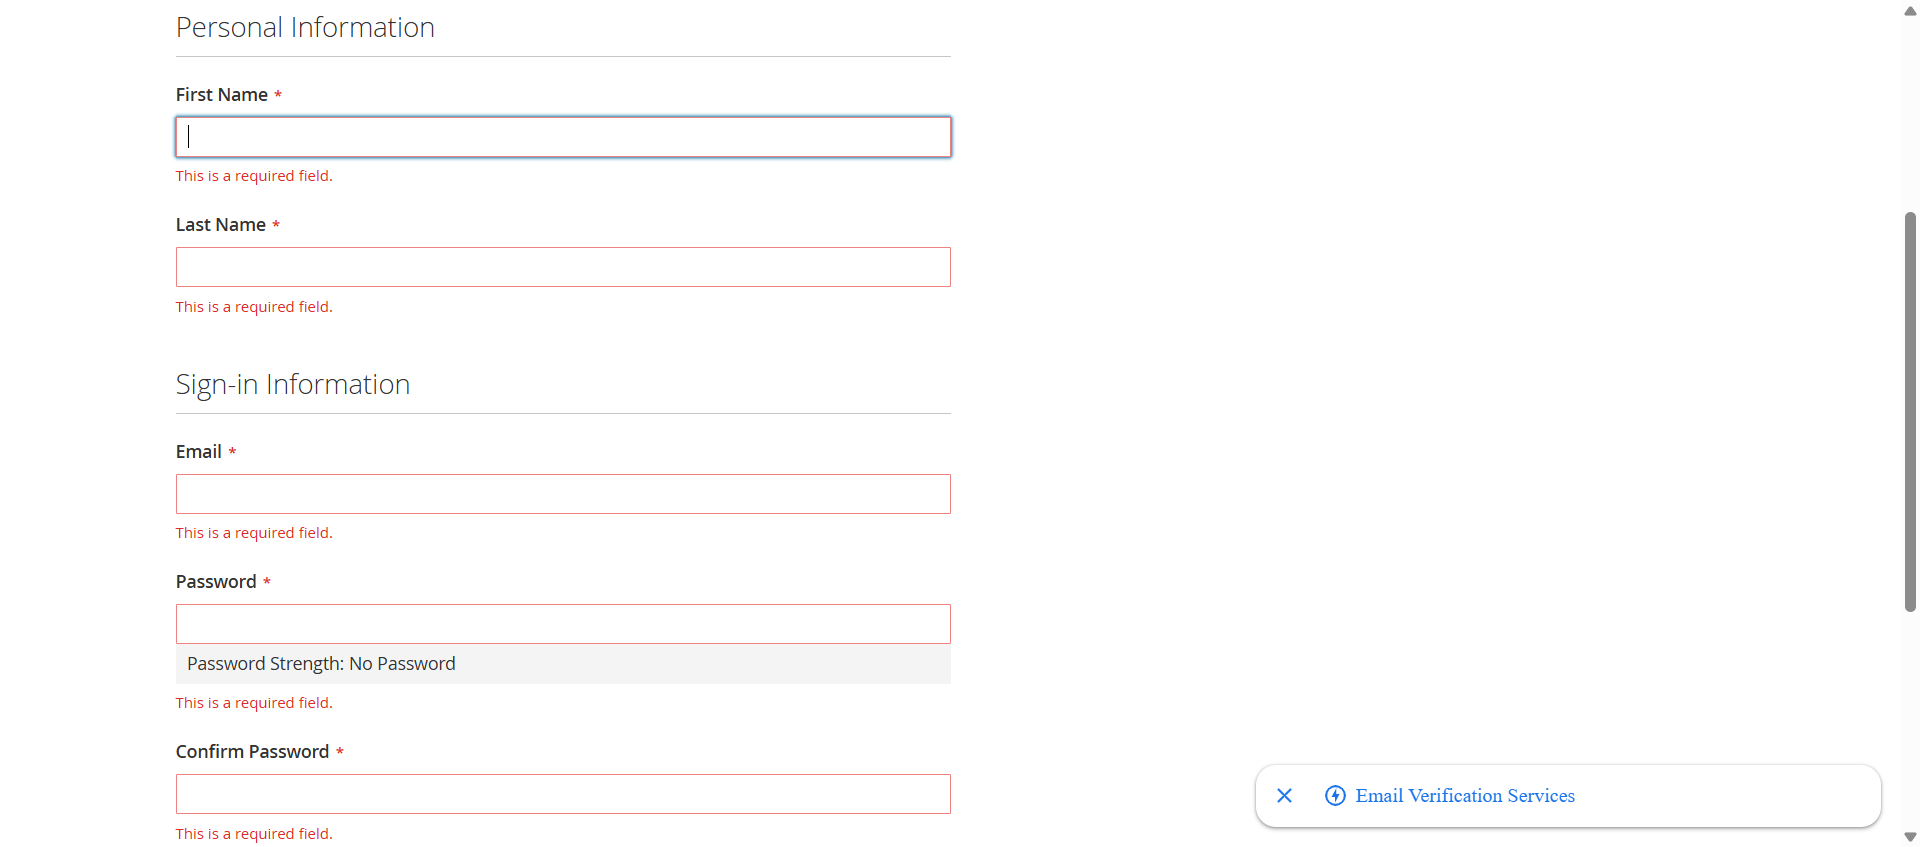 Personal Information
First Name *
This is a required field.
Last Name *
This is a required field.
Sign-in Information
Email *
This is a required field.
Password *
Password Strength: No Password
This is a required field.
Confirm Password *
This is a required field.
Email Verification Services